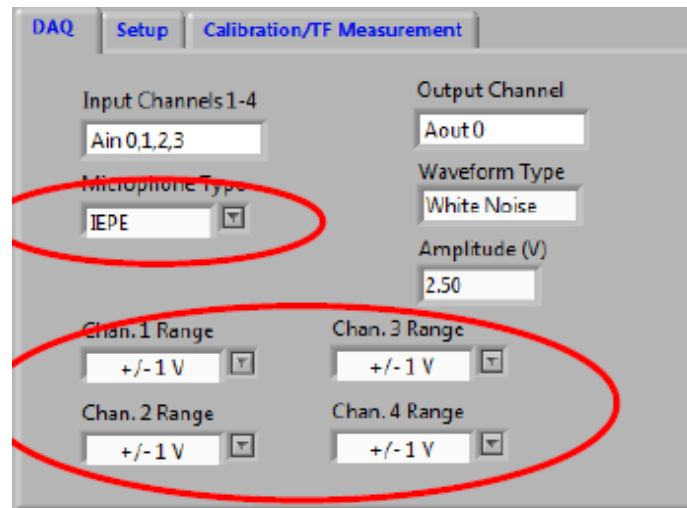 DAQ Setup Calibration/TF Measurement
Input Channels 1-4
Ain 0,1,2,3
Microphone Type
IEPE
Output Channel
Aout 0
Waveform Type
White Noise
Amplitude (V)
2.50
Chan. 1 Range
+/- 1 V
Chan. 3 Range
+/- 1 V
Chan. 2 Range
+/- 1 V
Chan. 4 Range
+/- 1 V